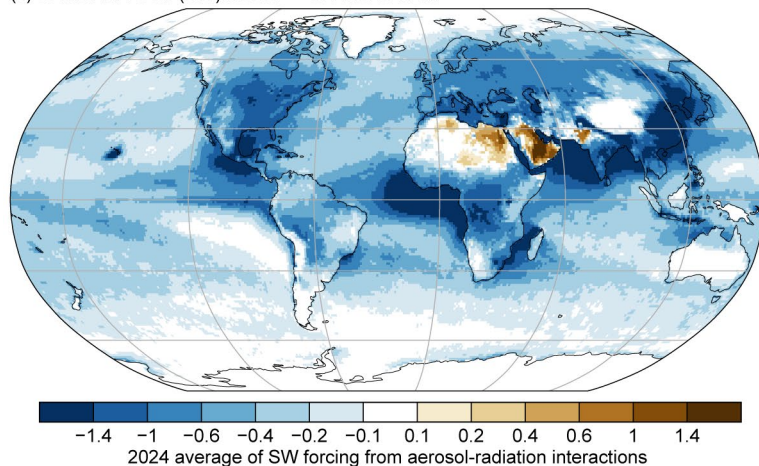 −1.4 −1 −0.6 −0.4 −0.2 −0.1 0.1 0.2 0.4 0.6 1 1.4
2024 average of SW forcing from aerosol-radiation interactions